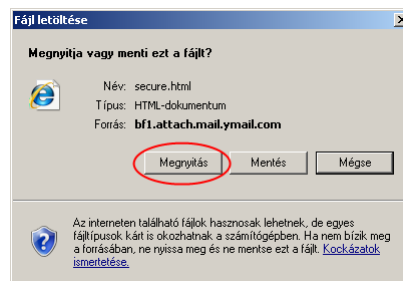 Fájl letöltése
Megnyitja vagy menti ezt a fájlt?
Név: secure.html
Típus: HTML-dokumentum
Forrás: bf1.attach.mail.ymail.com
Megnyitás Mentés Mégse
Az interneten található fájlok hasznosak lehetnek, de egyes
fájltípusok kárt is okozhatnak a számítógépben. Ha nem bízik meg
a forrásában, ne nyissa meg és ne mentse ezt a fájlt. Kockázatok
ismertetése.